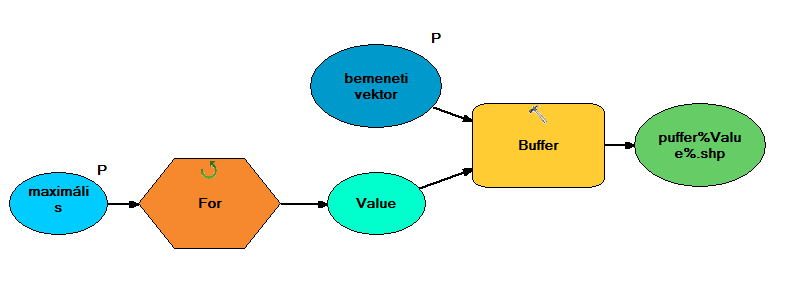 P
bemeneti
vektor
Buffer
puffer%Valu
e%.shp
P
maximáli
s
For
Value